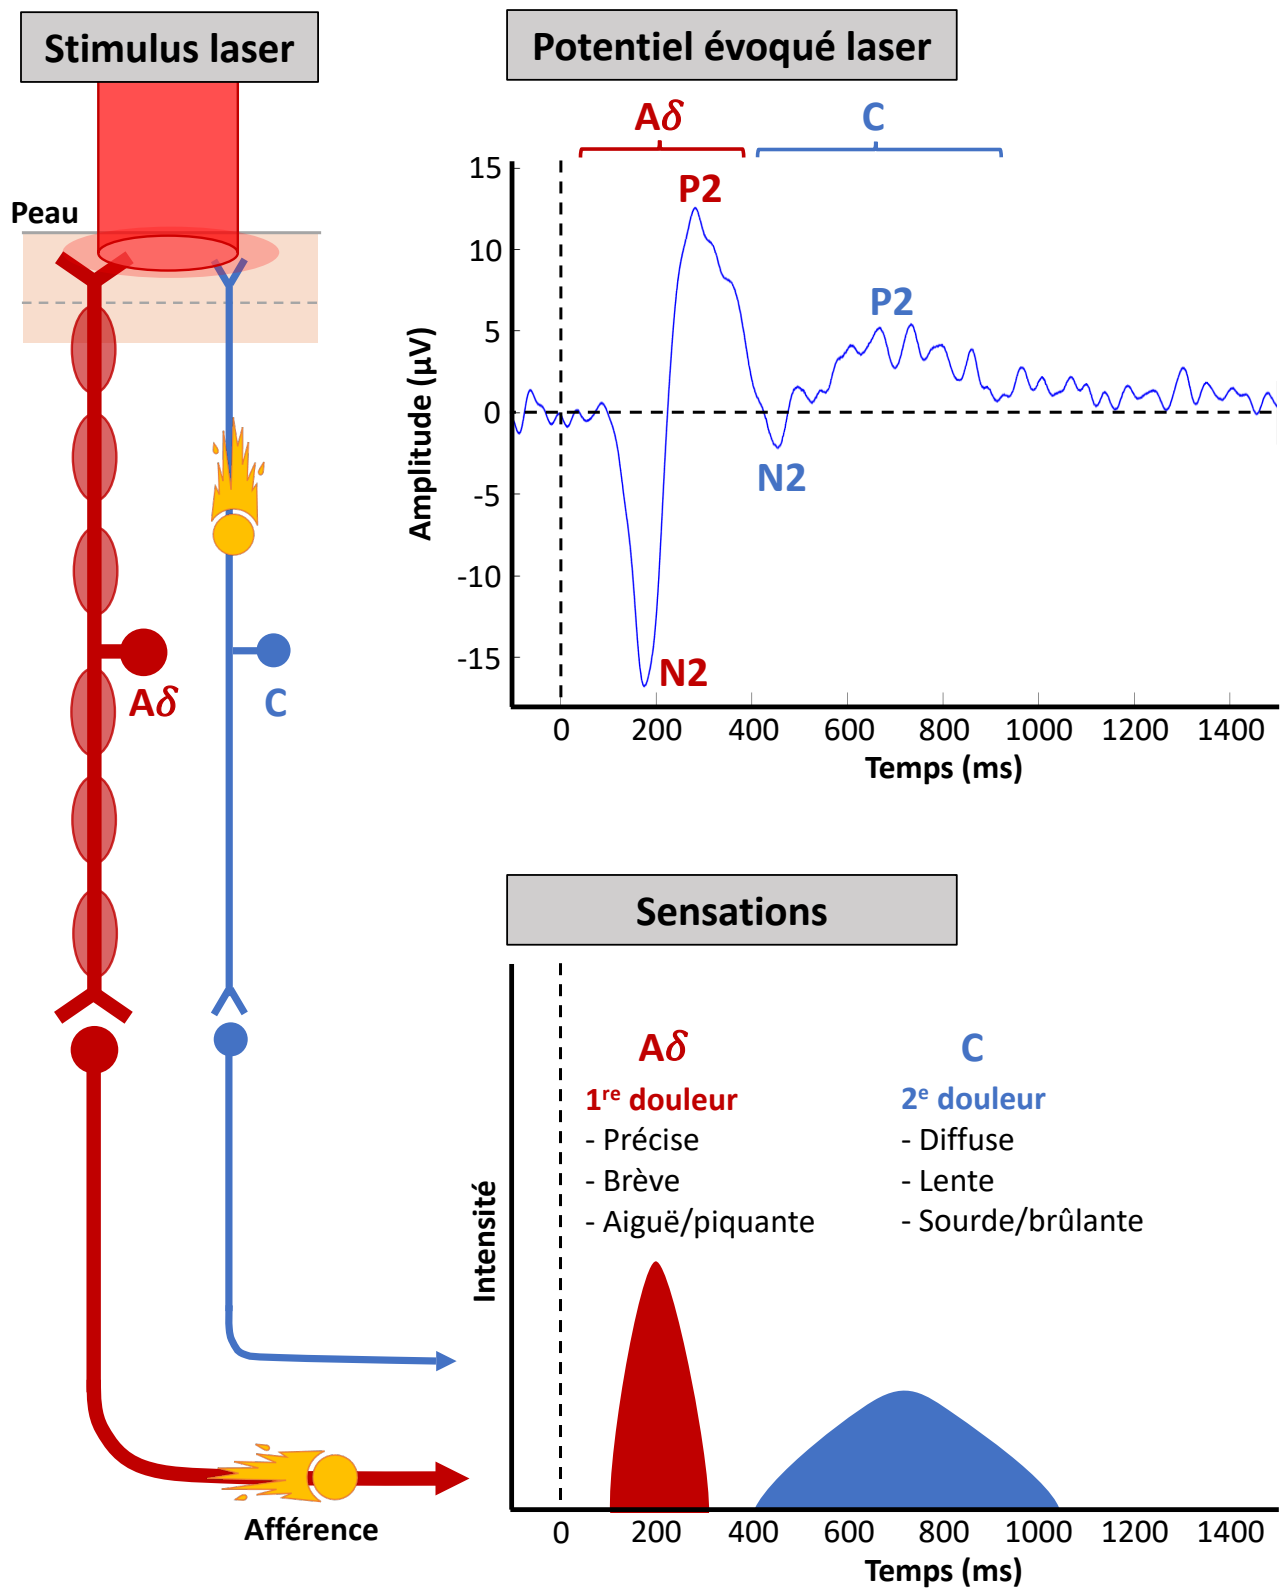 Stimulus laser
Peau
Aδ
C
Afférence
Potentiel évoqué laser
Aδ
C
P2
P2
N2
N2
Amplitude (µV)
15
10
5
0
-5
-10
-15
0 200 400 600 800 1000 1200 1400
Temps (ms)
Sensations
Aδ
1re douleur
- Précise
- Brève
- Aiguë/piquante
C
2e douleur
- Diffuse
- Lente
- Sourde/brûlante
Intensité
0 200 400 600 800 1000 1200 1400
Temps (ms)